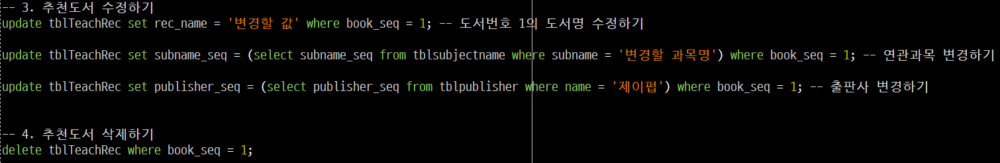 -- 3. 추천도서 수정하기
update tblTeachRec set rec_name = '변경할 값' where book_seq = 1; -- 도서번호 1의 도서명 수정하기
update tblTeachRec set subname_seq = (select subname_seq from tblsubjectname where subname = '변경할 과목명') where book_seq = 1; -- 연관과목 변경하기
update tblTeachRec set publisher_seq = (select publisher_seq from tblpublisher where name = '제이펍') where book_seq = 1; -- 출판사 변경하기
-- 4. 추천도서 삭제하기
delete tblTeachRec where book_seq = 1;